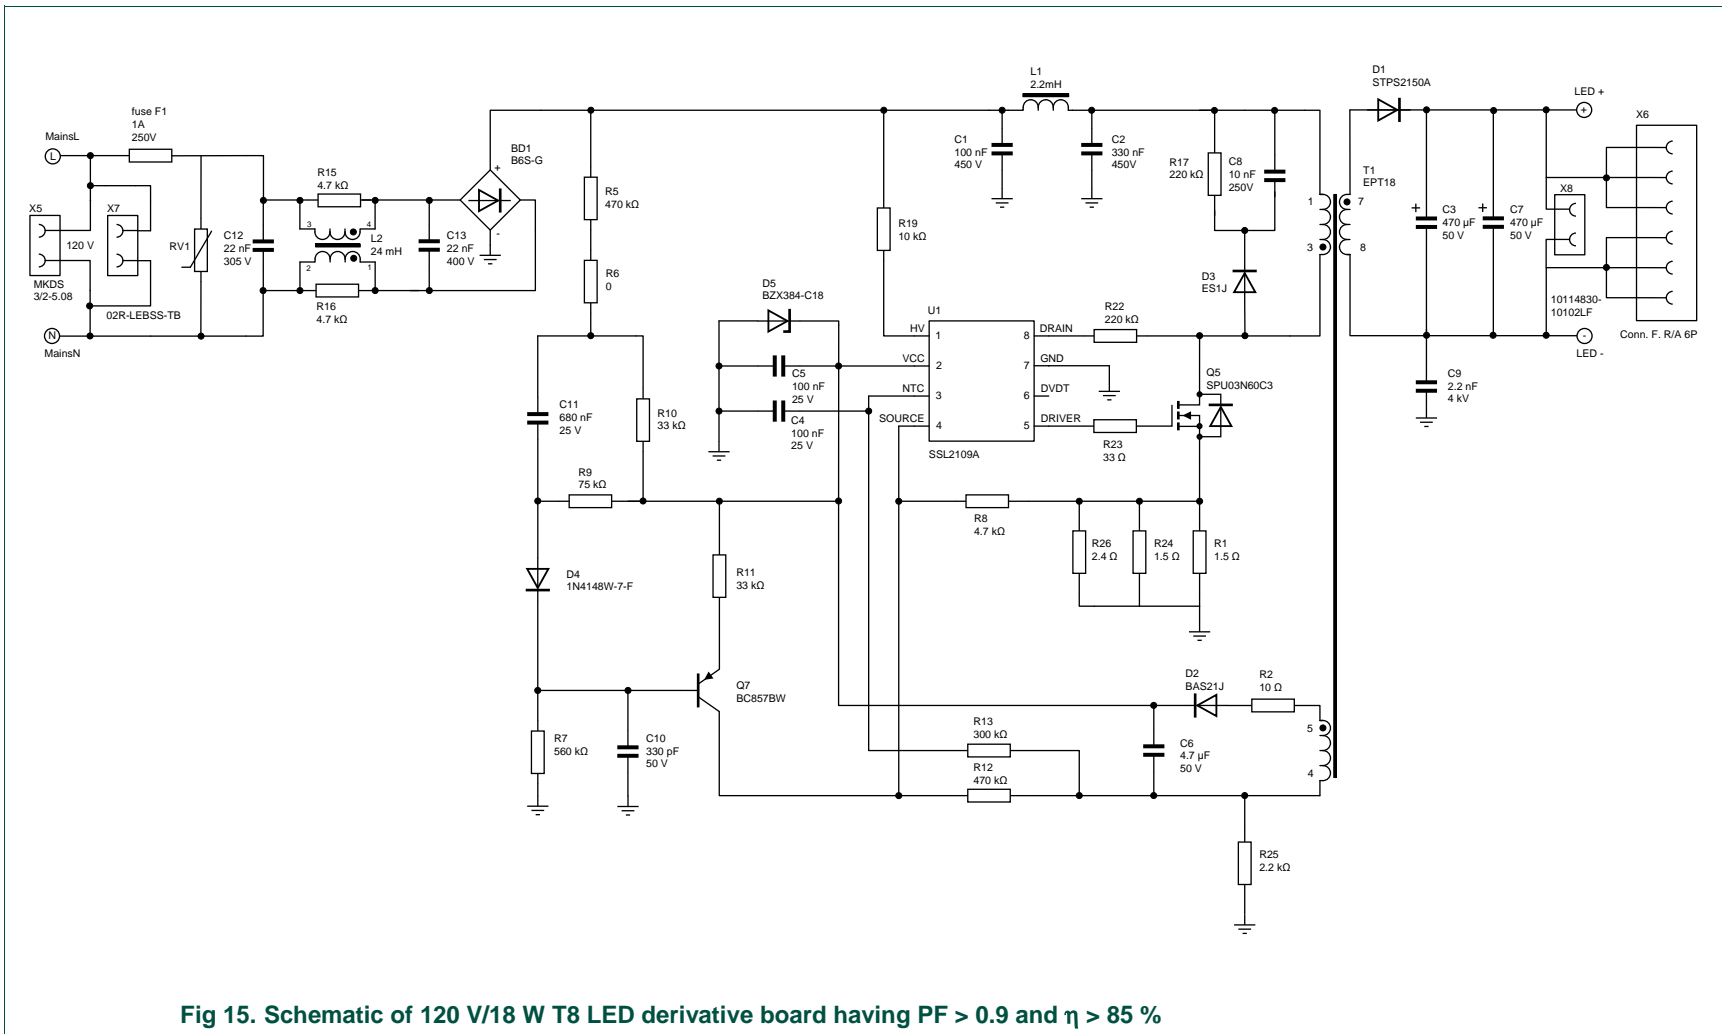 MainsL
L
fuse F1
1A
250V
X5
X7
120 V
MKDS
3/2-5.08
02R-LEBSS-TB
N
MainsN
RV1
C12
22 nF
305 V
R15
4.7 kΩ
3
4
L2
24 mH
2
1
R16
4.7 kΩ
C13
22 nF
400 V
BD1
B6S-G
+
-
R5
470 kΩ
R6
0
C11
680 nF
25 V
R10
33 kΩ
R9
75 kΩ
D4
1N4148W-7-F
R7
560 kΩ
C10
330 pF
50 V
R11
33 kΩ
Q7
BC857BW
D5
BZX384-C18
C5
100 nF
25 V
C4
100 nF
25 V
R19
10 kΩ
U1
HV
1
VCC
2
NTC
3
SOURCE
4
8
DRAIN
7
GND
6
DVDT
5
DRIVER
SSL2109A
L1
2.2mH
C1
100 nF
450 V
C2
330 nF
450V
R17
220 kΩ
C8
10 nF
250V
D3
ES1J
R22
220 kΩ
Q5
SPU03N60C3
R23
33 Ω
R8
4.7 kΩ
R26
2.4 Ω
R24
1.5 Ω
R1
1.5 Ω
D2
BAS21J
R2
10 Ω
R13
300 kΩ
R12
470 kΩ
C6
4.7 µF
50 V
5
4
R25
2.2 kΩ
1
3
T1
EPT18
7
8
D1
STPS2150A
+
C3
470 µF
50 V
+
C7
470 µF
50 V
C9
2.2 nF
4 kV
LED +
+
X6
X8
10114830-
10102LF
-
LED -
Conn. F. R/A 6P
Fig 15. Schematic of 120 V/18 W T8 LED derivative board having PF > 0.9 and η > 85 %